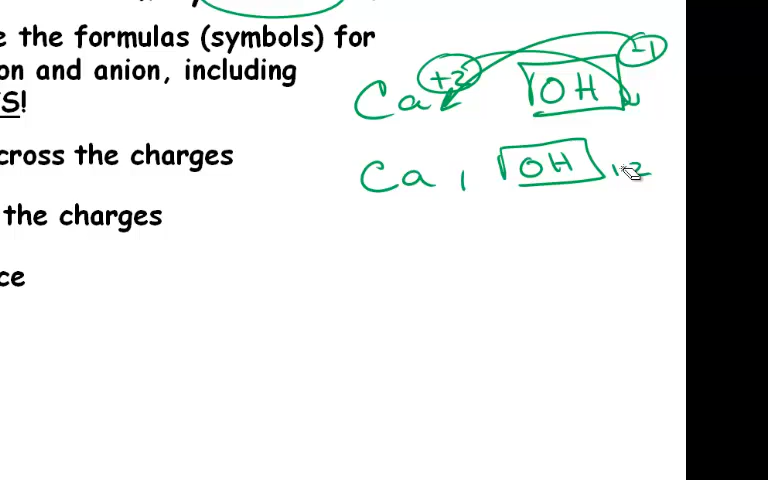 e the formulas (symbols) for
on and anion, including
S!
cross the charges
the charges
ce
Ca +2 OH -1
Ca 1 OH 2